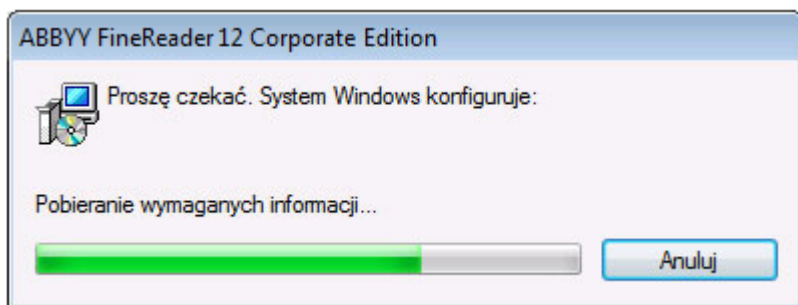 ABBYY FineReader 12 Corporate Edition
Proszę czekać. System Windows konfiguruje:
Pobieranie wymaganych informacji...
Anuluj